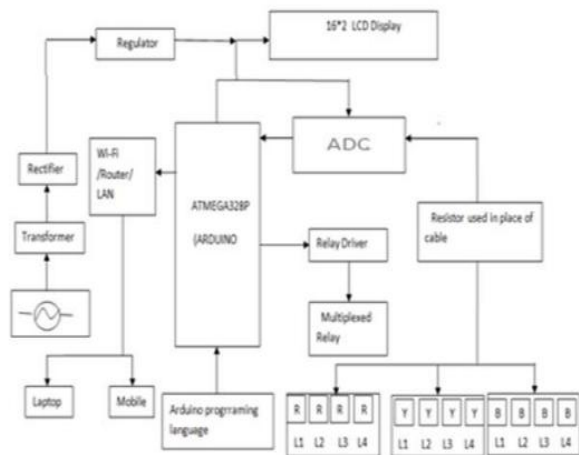 16*2 LCD Display
Regulator
ADC
Wi-Fi
/Router/
LAN
Rectifier
ATMEGA328P
(ARDUINO
Resistor used in place of
cable
Transformer
Relay Driver
Multiplexed
Relay
Laptop
Mobile
Arduino progrraming
language
R R R R
L1 L2 L3 L4
Y Y Y Y
L1 L2 L3 L4
B B B B
L1 L2 L3 L4